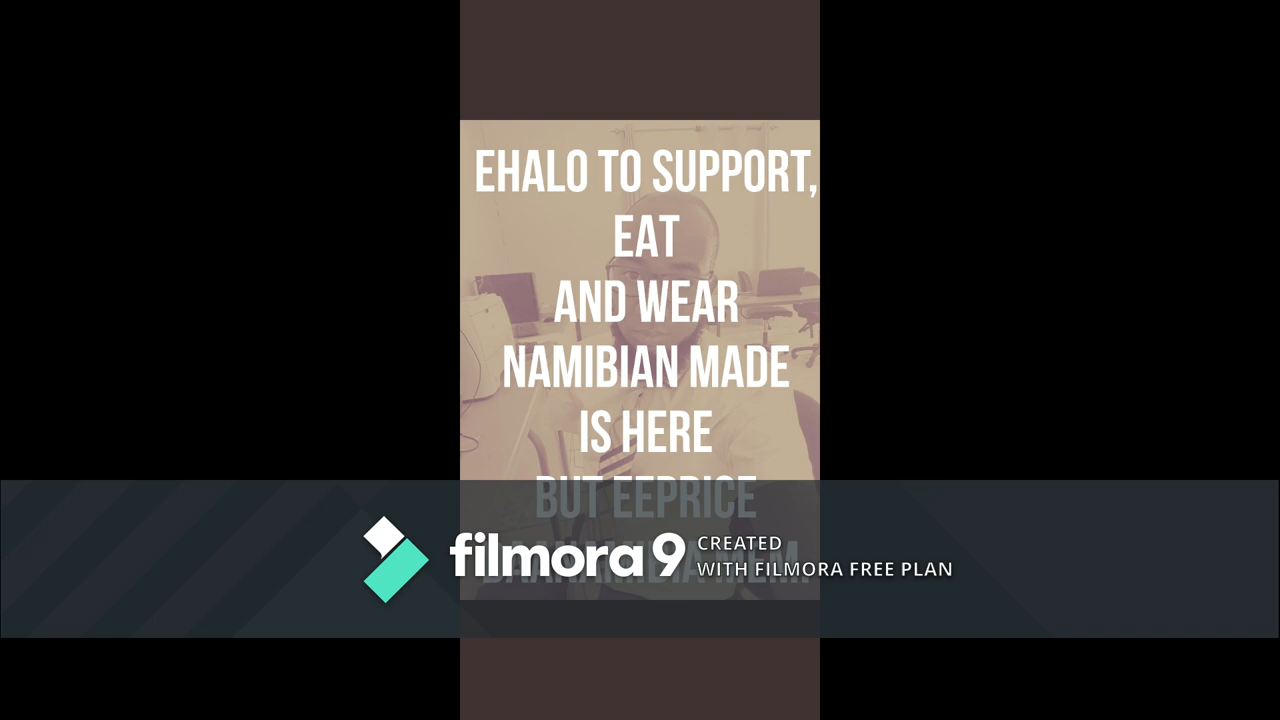 EHALO TO SUPPORT,
EAT
AND WEAR
NAMIBIAN MADE
IS HERE
BUT EEPRICE
filmora 9
CREATED
WITH FILMORA FREE PLAN